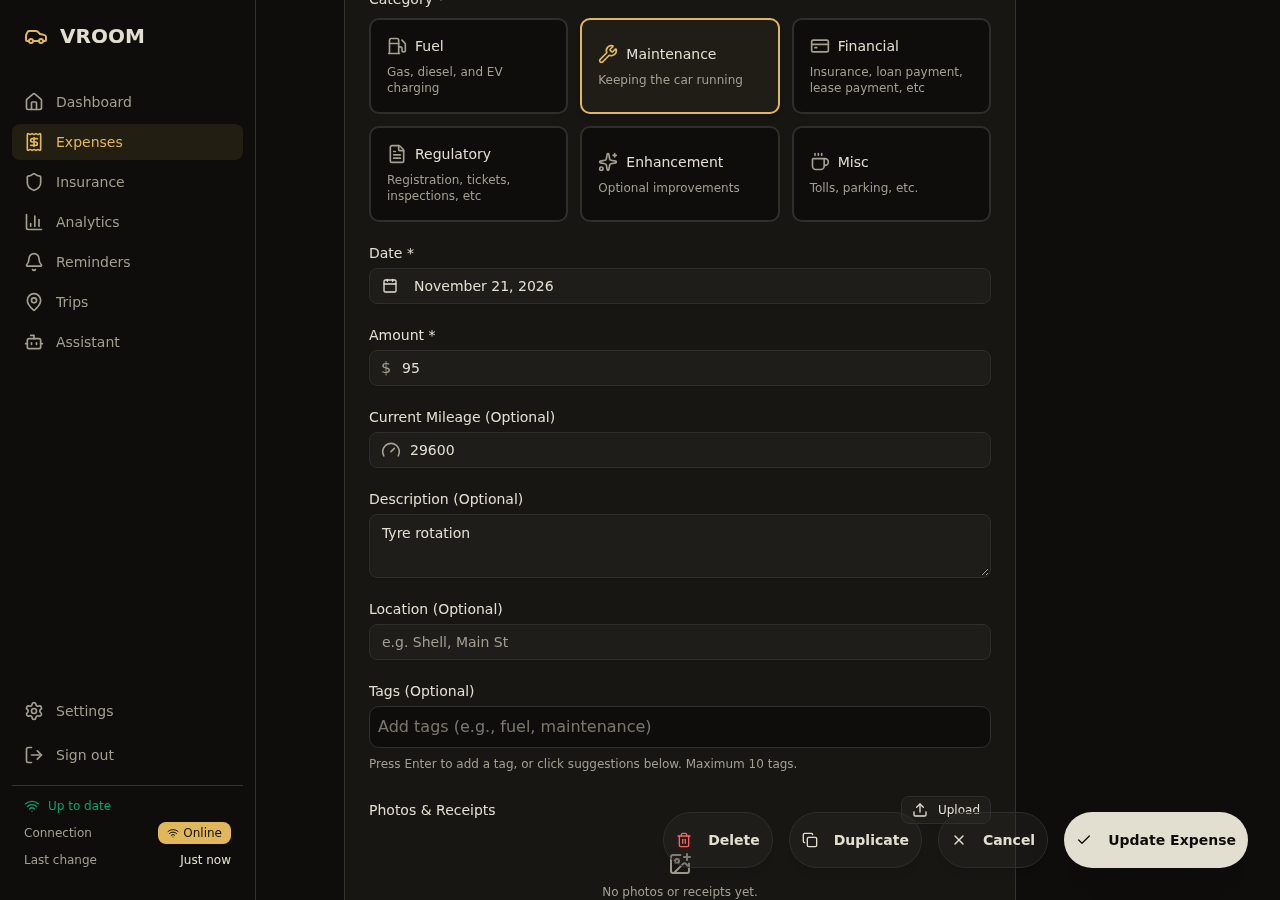 VROOM
Dashboard
Expenses
Insurance
Analytics
Reminders
Trips
Assistant
Settings
Sign out
Up to date
Connection
Online
Last change
Just now
Category *
Fuel
Gas, diesel, and EV
charging
Maintenance
Keeping the car running
Financial
Insurance, loan payment,
lease payment, etc
Regulatory
Registration, tickets,
inspections, etc
Enhancement
Optional improvements
Misc
Tolls, parking, etc.
Date *
November 21, 2026
Amount *
$ 95
Current Mileage (Optional)
29600
Description (Optional)
Tyre rotation
Location (Optional)
e.g. Shell, Main St
Tags (Optional)
Add tags (e.g., fuel, maintenance)
Press Enter to add a tag, or click suggestions below. Maximum 10 tags.
Photos & Receipts
Upload
Delete
Duplicate
Cancel
Update Expense
No photos or receipts yet.